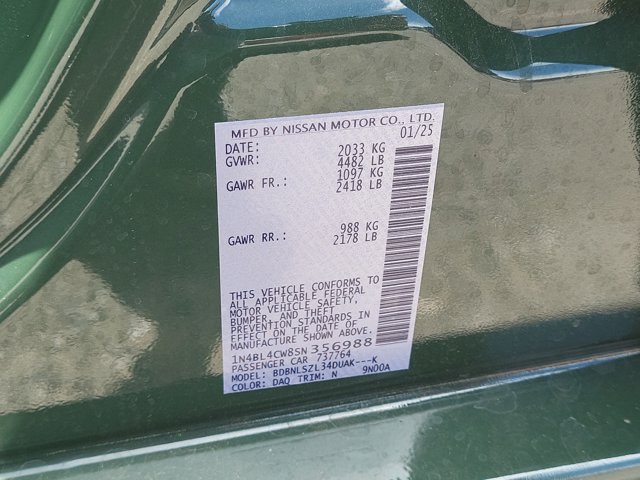 MFD BY NISSAN MOTOR CO., LTD.
DATE: 01/25
GVWR: 2033 KG
4482 LB
GAWR FR.: 1097 KG
2418 LB
GAWR RR.: 988 KG
2178 LB
THIS VEHICLE CONFORMS TO
ALL APPLICABLE FEDERAL
MOTOR VEHICLE SAFETY,
BUMPER, AND THEFT
PREVENTION STANDARDS IN
EFFECT ON THE DATE OF
MANUFACTURE SHOWN ABOVE.
1N4BL4CW8SN356988
PASSENGER CAR 737764
MODEL: BDBNLSZL34DUAK---K
COLOR: DAQ TRIM: N 9N00A